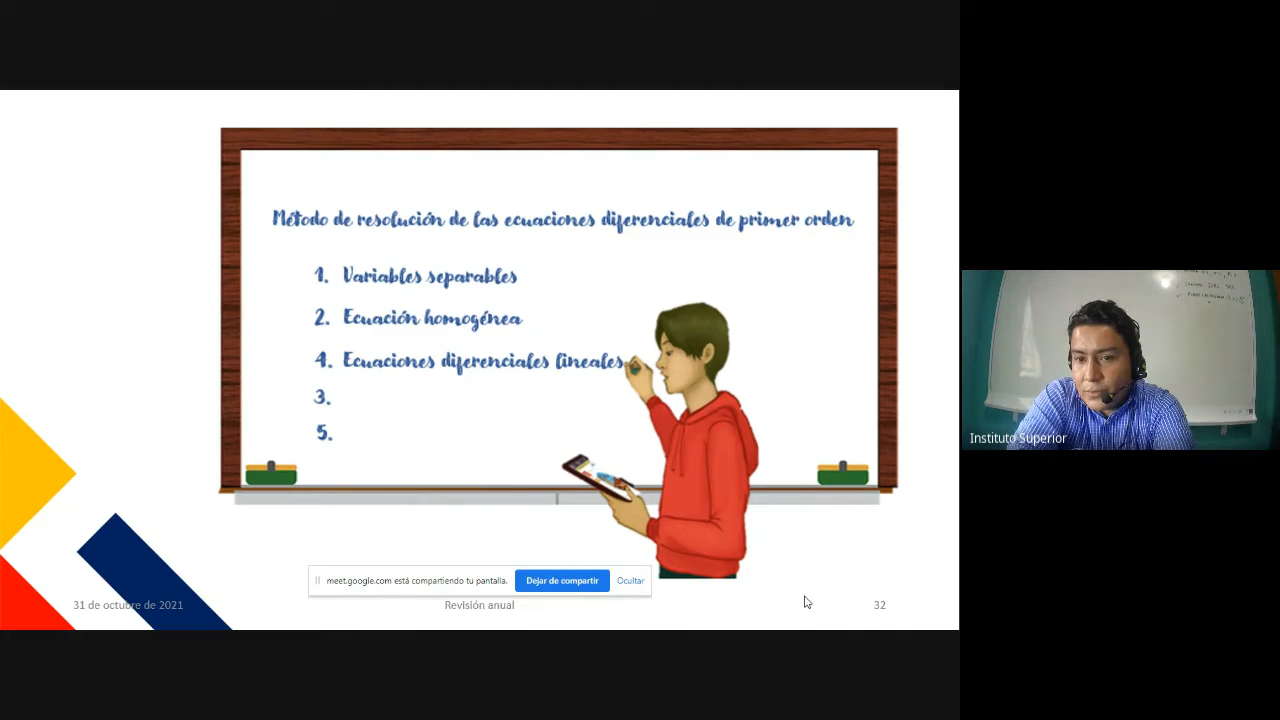 Método de resolución de las ecuaciones diferenciales de primer orden
1. Variables separables
2. Ecuación homogénea
4. Ecuaciones diferenciales lineales
3.
5.
meet.google.com está compartiendo tu pantalla.
Dejar de compartir
Ocultar
31 de octubre de 2021
Revisión anual
32
Instituto Superior